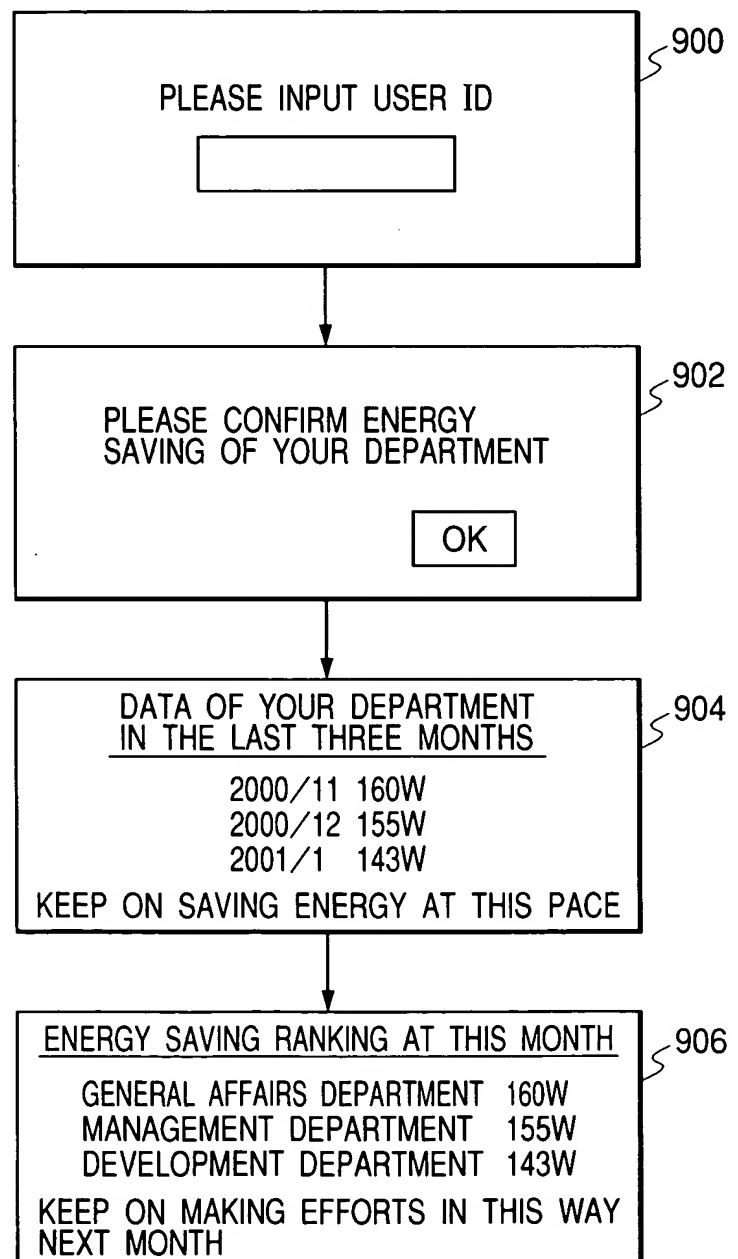 PLEASE INPUT USER ID
900
PLEASE CONFIRM ENERGY
SAVING OF YOUR DEPARTMENT
OK
902
DATA OF YOUR DEPARTMENT
IN THE LAST THREE MONTHS
2000/11 160W
2000/12 155W
2001/1 143W
KEEP ON SAVING ENERGY AT THIS PACE
904
ENERGY SAVING RANKING AT THIS MONTH
GENERAL AFFAIRS DEPARTMENT 160W
MANAGEMENT DEPARTMENT 155W
DEVELOPMENT DEPARTMENT 143W
KEEP ON MAKING EFFORTS IN THIS WAY
NEXT MONTH
906